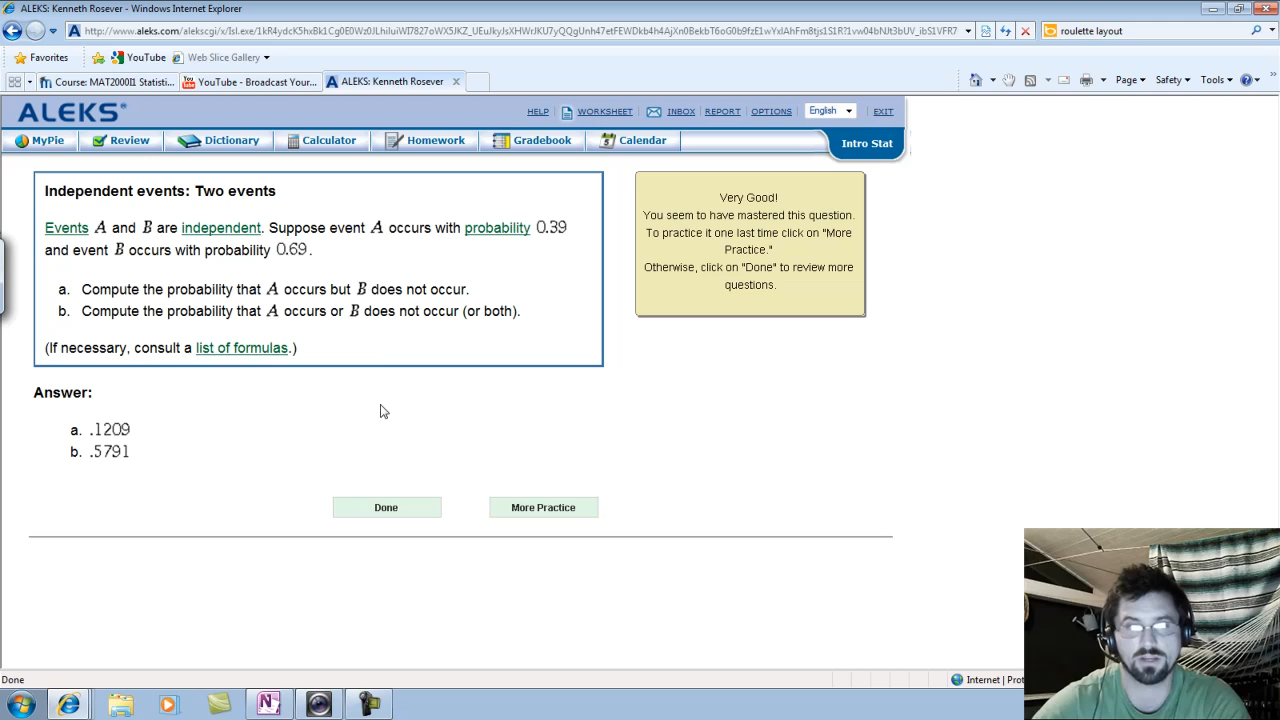 ALEKS: Kenneth Rosever - Windows Internet Explorer
roulette layout
Favorites YouTube Web Slice Gallery
Course: MAT2000I1 Statisti... YouTube - Broadcast Your... ALEKS: Kenneth Rosever Page Safety Tools
ALEKS®
HELP WORKSHEET INBOX REPORT OPTIONS English EXIT
MyPie Review Dictionary Calculator Homework Gradebook Calendar
Intro Stat
Independent events: Two events
Events A and B are independent. Suppose event A occurs with probability 0.39
and event B occurs with probability 0.69.
a. Compute the probability that A occurs but B does not occur.
b. Compute the probability that A occurs or B does not occur (or both).
(If necessary, consult a list of formulas.)
Very Good!
You seem to have mastered this question.
To practice it one last time click on "More
Practice."
Otherwise, click on "Done" to review more
questions.
Answer:
a. .1209
b. .5791
Done More Practice
Done Internet | Prot